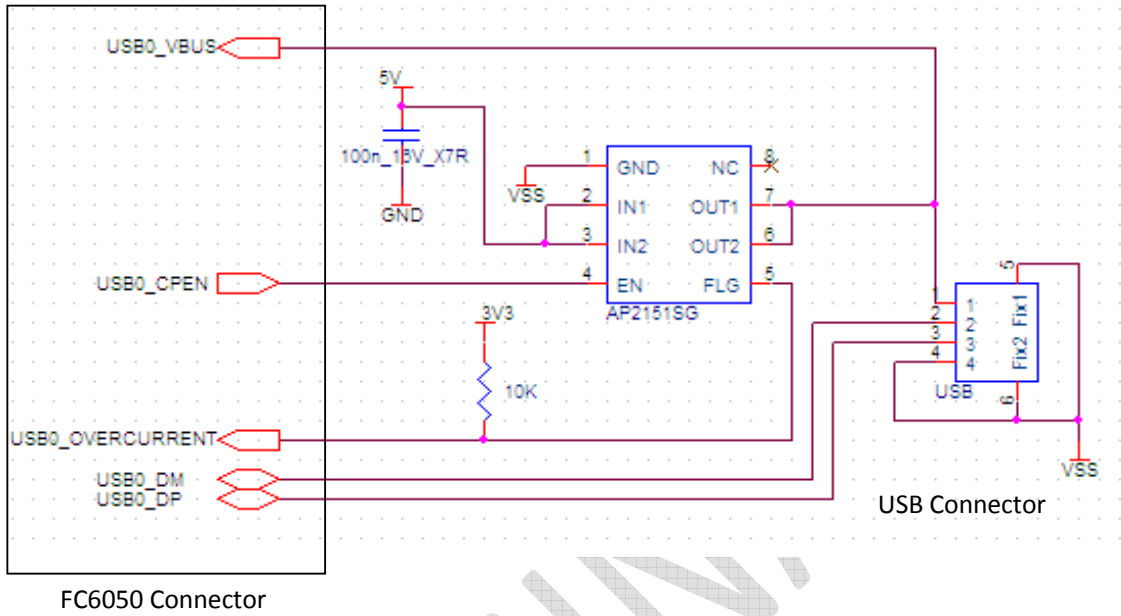 USB0_VBUS
5V
100n_16V_X7R
GND
VSS
1 GND NC 8
2 IN1 OUT1 7
3 IN2 OUT2 6
4 EN FLG 5
AP2151SG
USB0_CPEN
3V3
10K
USB0_OVERCURRENT
USB0_DM
USB0_DP
5
1 1
2 2
3 3
4 4
Fix2 Fix1
USB
6
VSS
USB Connector
FC6050 Connector